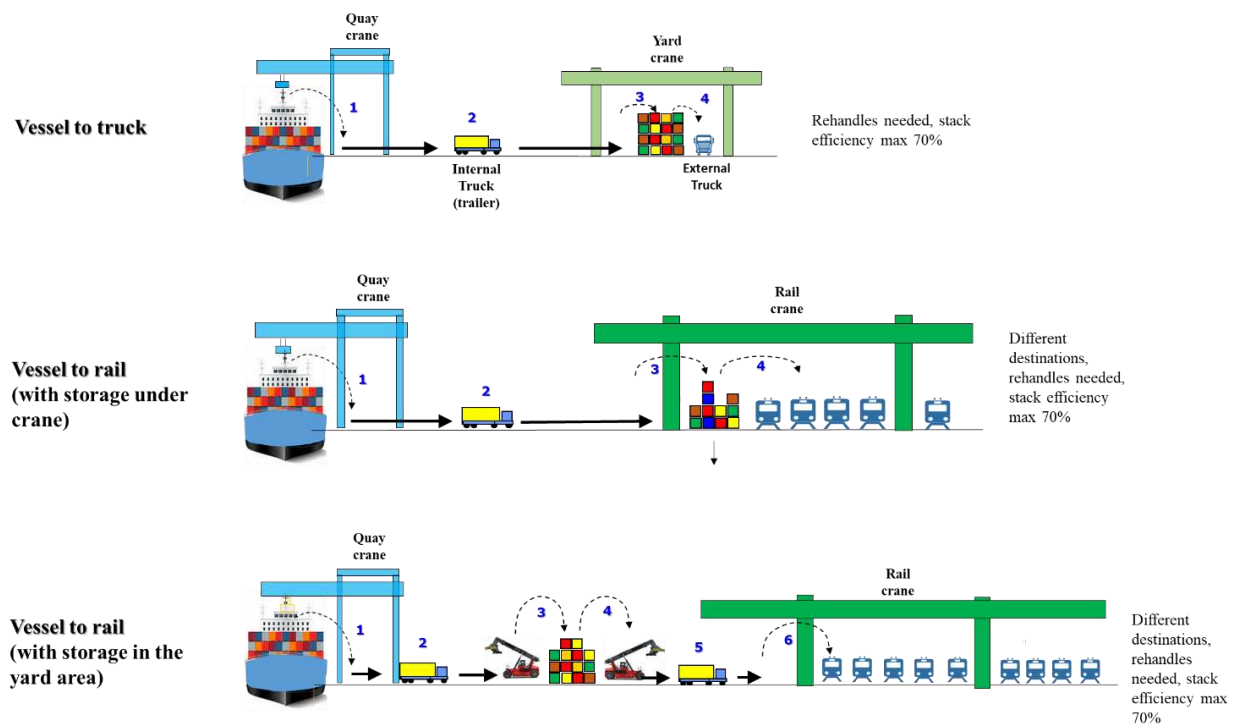 Quay
crane
Yard
crane
1
2
3
4
Vessel to truck
Rehandles needed, stack
efficiency max 70%
Internal
Truck
(trailer)
External
Truck
Quay
crane
Rail
crane
Vessel to rail
(with storage under
crane)
1
2
3
4
Different
destinations,
rehandles needed,
stack efficiency
max 70%
Quay
crane
Rail
crane
Vessel to rail
(with storage in the
yard area)
1
2
3
4
5
6
Different
destinations,
rehandles
needed, stack
efficiency max
70%